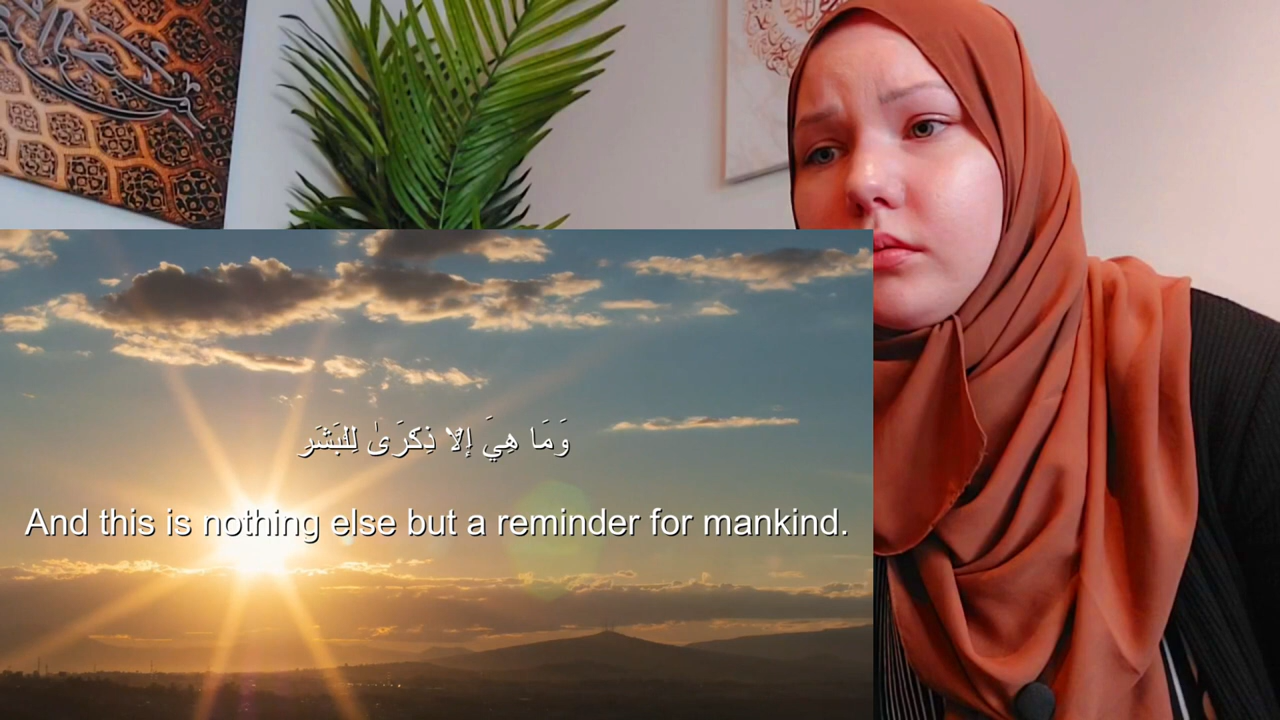 وَمَا هِيَ إِلَّا ذِكْرَىٰ لِلْبَشَرِ
And this is nothing else but a reminder for mankind.